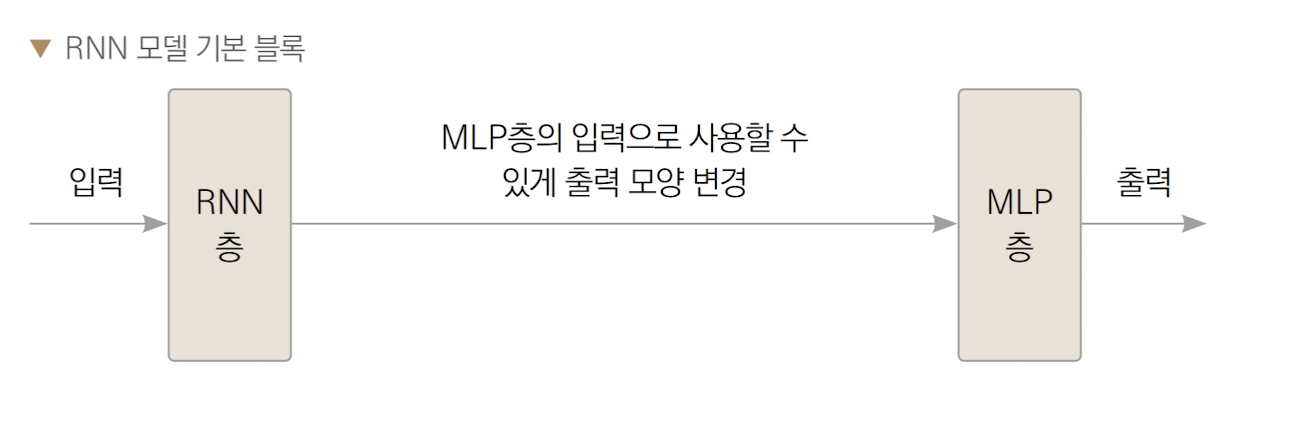 ▼ RNN 모델 기본 블록
입력
RNN
층
MLP층의 입력으로 사용할 수
있게 출력 모양 변경
MLP
층
출력